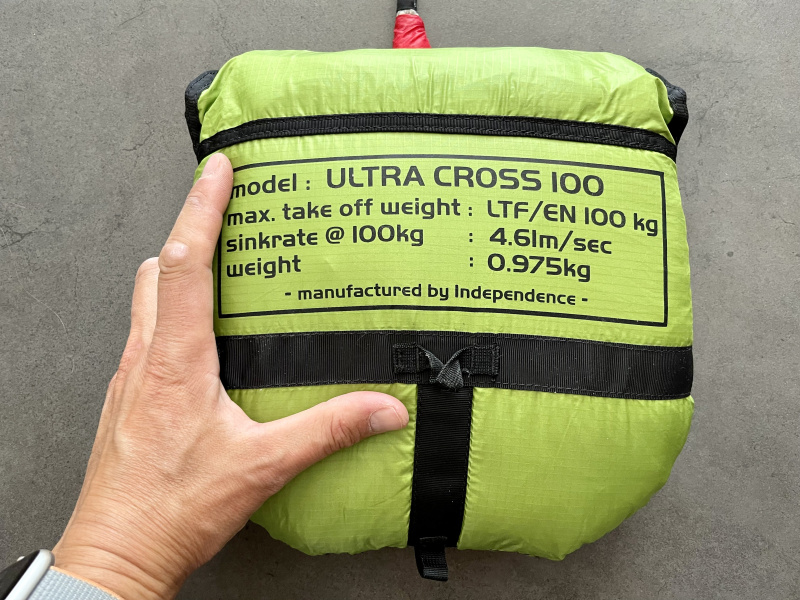 model : ULTRA CROSS 100
max. take off weight : LTF/EN 100 kg
sinkrate @ 100kg : 4.61m/sec
weight : 0.975kg
- manufactured by Independence -